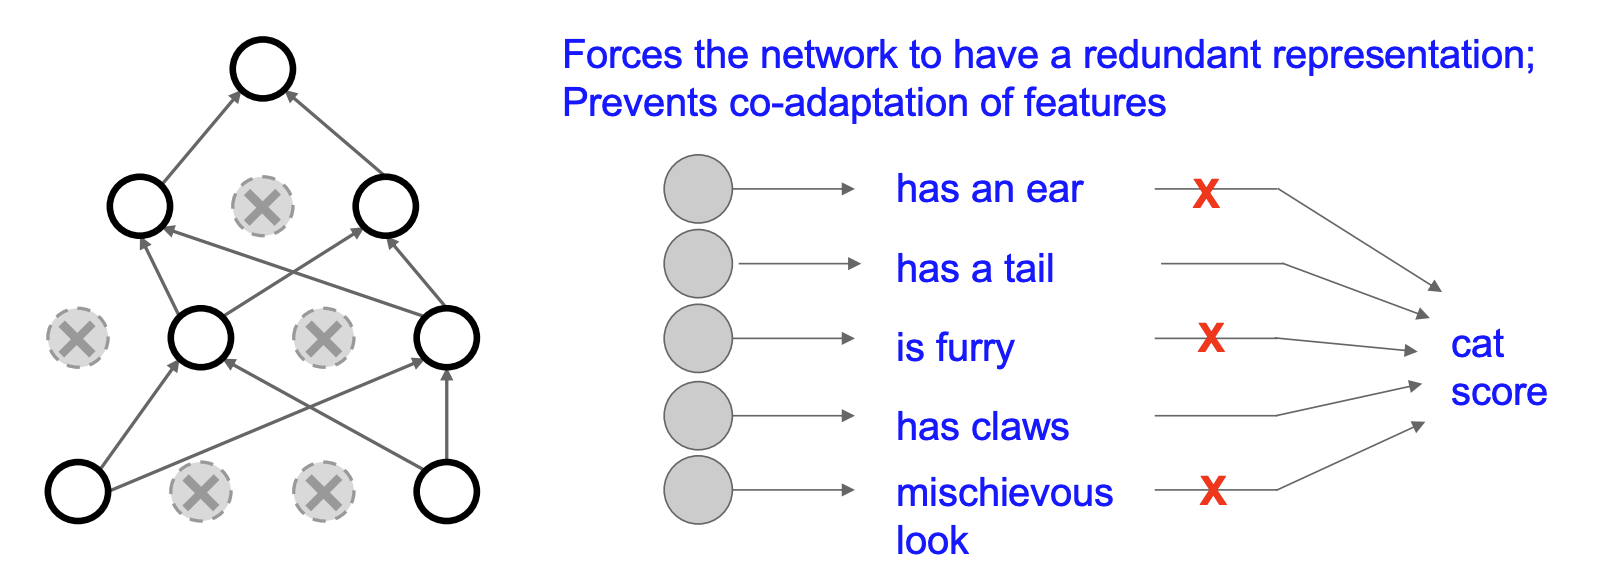 Forces the network to have a redundant representation;
Prevents co-adaptation of features
has an ear
X
has a tail
is furry
X
cat
score
has claws
mischievous
look
X